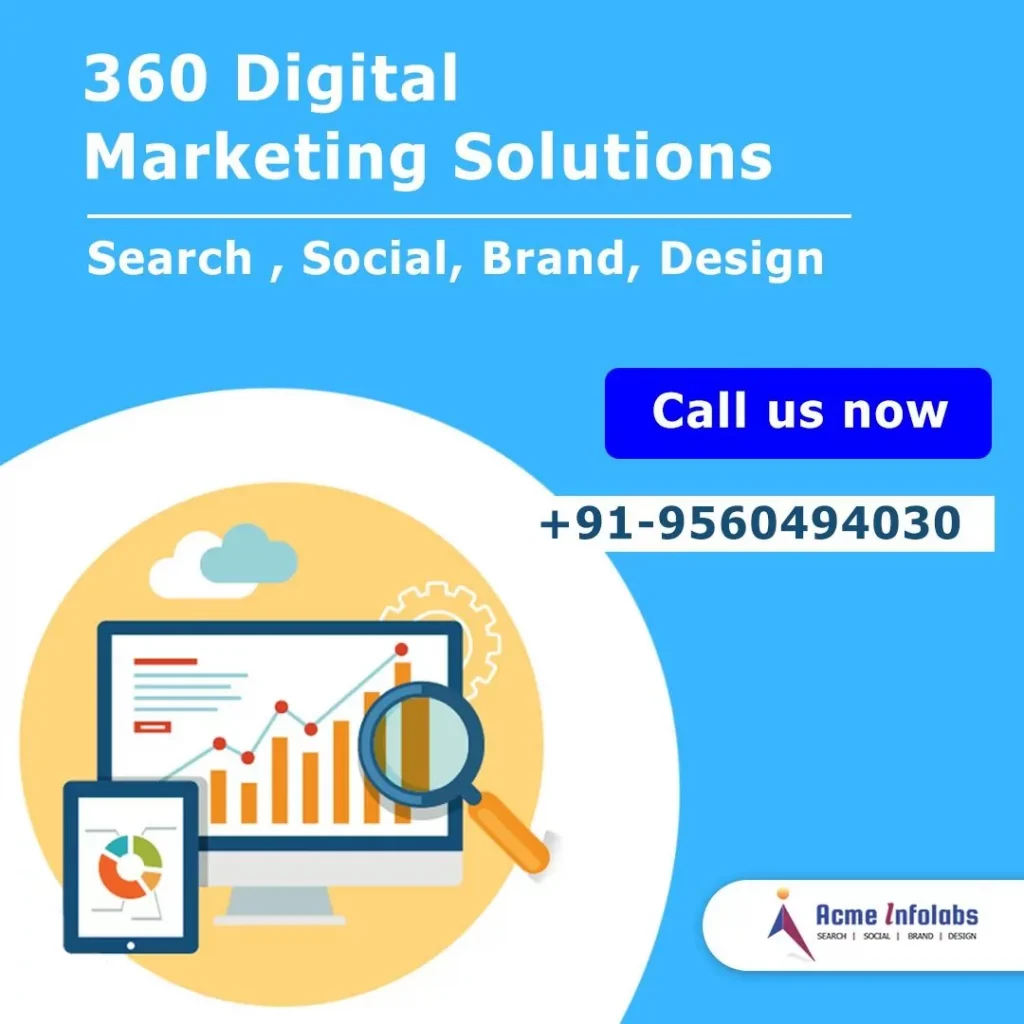 360 Digital
Marketing Solutions
Search , Social, Brand, Design
Call us now
+91-9560494030
Acme Infolabs
SEARCH | SOCIAL | BRAND | DESIGN